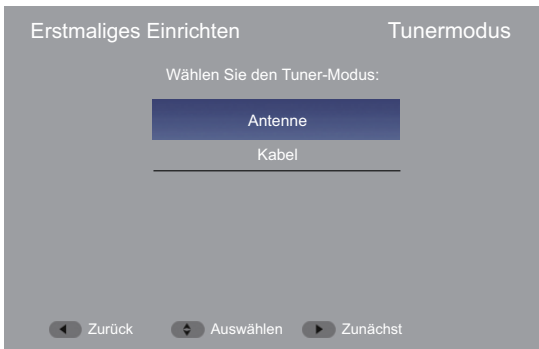 Erstmaliges Einrichten Tunermodus
Wählen Sie den Tuner-Modus:
Antenne
Kabel
Zurück Auswählen Zunächst